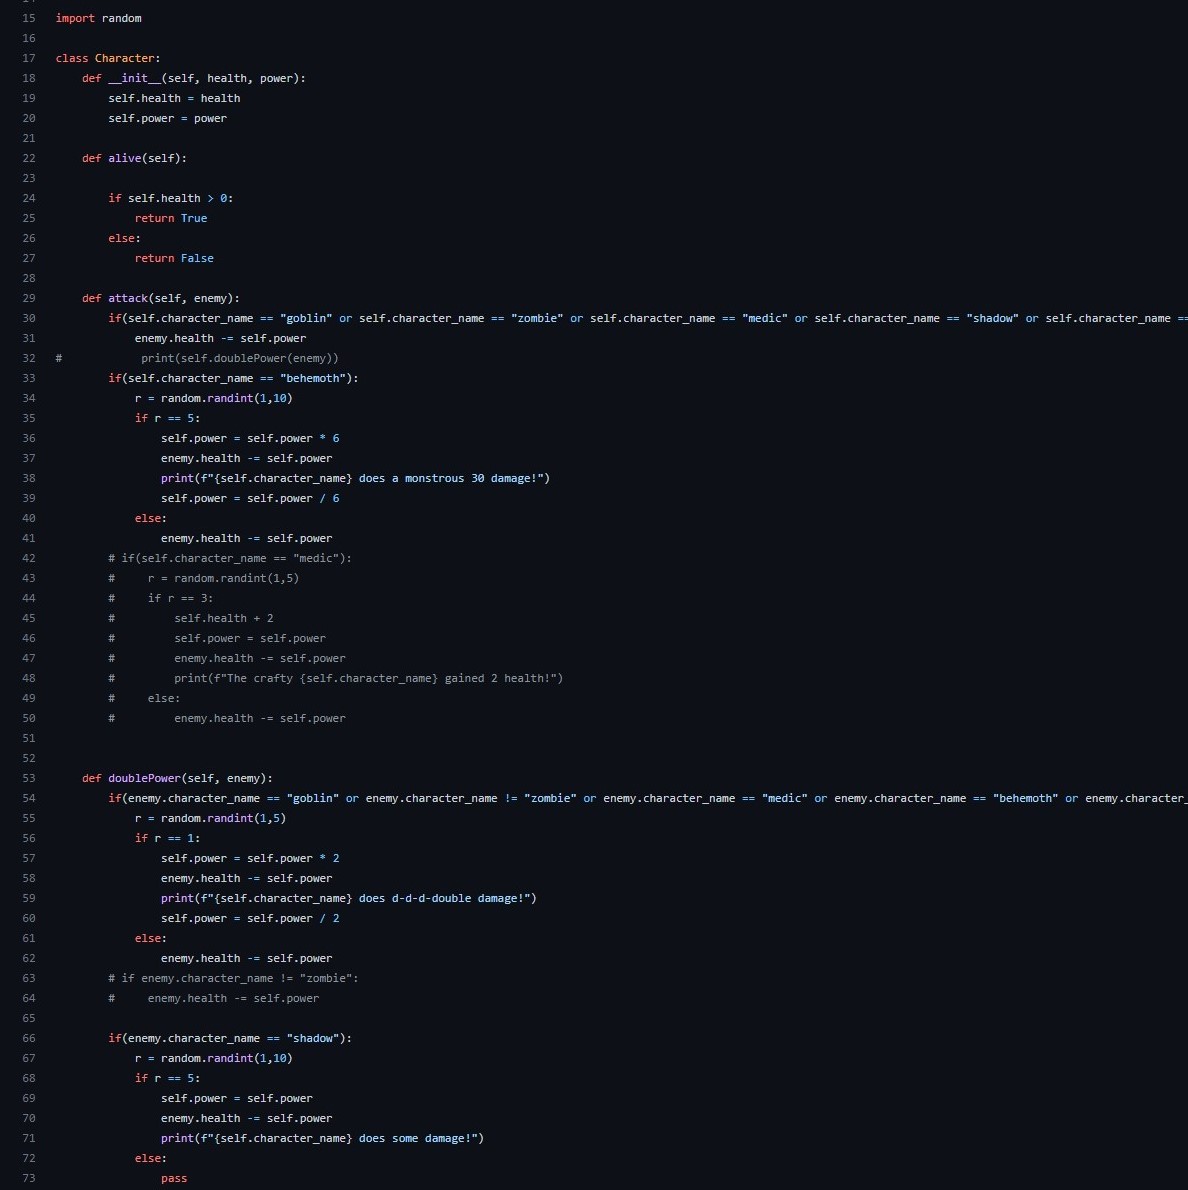 15 import random
16
17 class Character:
18     def __init__(self, health, power):
19         self.health = health
20         self.power = power
21
22     def alive(self):
23
24         if self.health > 0:
25             return True
26         else:
27             return False
28
29     def attack(self, enemy):
30         if(self.character_name == "goblin" or self.character_name == "zombie" or self.character_name == "medic" or self.character_name == "shadow" or self.character_name ==
31             enemy.health -= self.power
32 #            print(self.doublePower(enemy))
33         if(self.character_name == "behemoth"):
34             r = random.randint(1,10)
35             if r == 5:
36                 self.power = self.power * 6
37                 enemy.health -= self.power
38                 print(f"{self.character_name} does a monstrous 30 damage!")
39                 self.power = self.power / 6
40             else:
41                 enemy.health -= self.power
42         # if(self.character_name == "medic"):
43         #     r = random.randint(1,5)
44         #     if r == 3:
45         #         self.health + 2
46         #         self.power = self.power
47         #         enemy.health -= self.power
48         #         print(f"The crafty {self.character_name} gained 2 health!")
49         #     else:
50         #         enemy.health -= self.power
51
52
53     def doublePower(self, enemy):
54         if(enemy.character_name == "goblin" or enemy.character_name != "zombie" or enemy.character_name == "medic" or enemy.character_name == "behemoth" or enemy.character_
55             r = random.randint(1,5)
56             if r == 1:
57                 self.power = self.power * 2
58                 enemy.health -= self.power
59                 print(f"{self.character_name} does d-d-d-double damage!")
60                 self.power = self.power / 2
61             else:
62                 enemy.health -= self.power
63         # if enemy.character_name != "zombie":
64         #     enemy.health -= self.power
65
66         if(enemy.character_name == "shadow"):
67             r = random.randint(1,10)
68             if r == 5:
69                 self.power = self.power
70                 enemy.health -= self.power
71                 print(f"{self.character_name} does some damage!")
72             else:
73                 pass